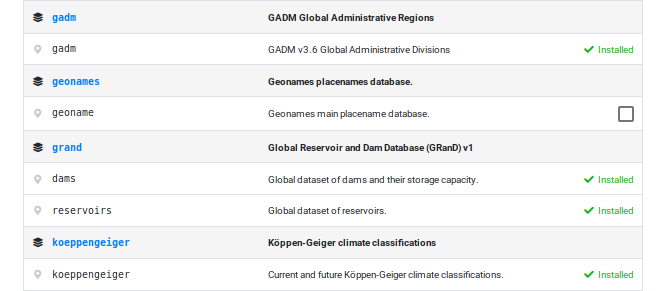 gadm GADM Global Administrative Regions
gadm GADM v3.6 Global Administrative Divisions Installed
geonames Geonames placenames database.
geoname Geonames main placename database.
grand Global Reservoir and Dam Database (GRanD) v1
dams Global dataset of dams and their storage capacity. Installed
reservoirs Global dataset of reservoirs. Installed
koeppengeiger Köppen-Geiger climate classifications
koeppengeiger Current and future Köppen-Geiger climate classifications. Installed